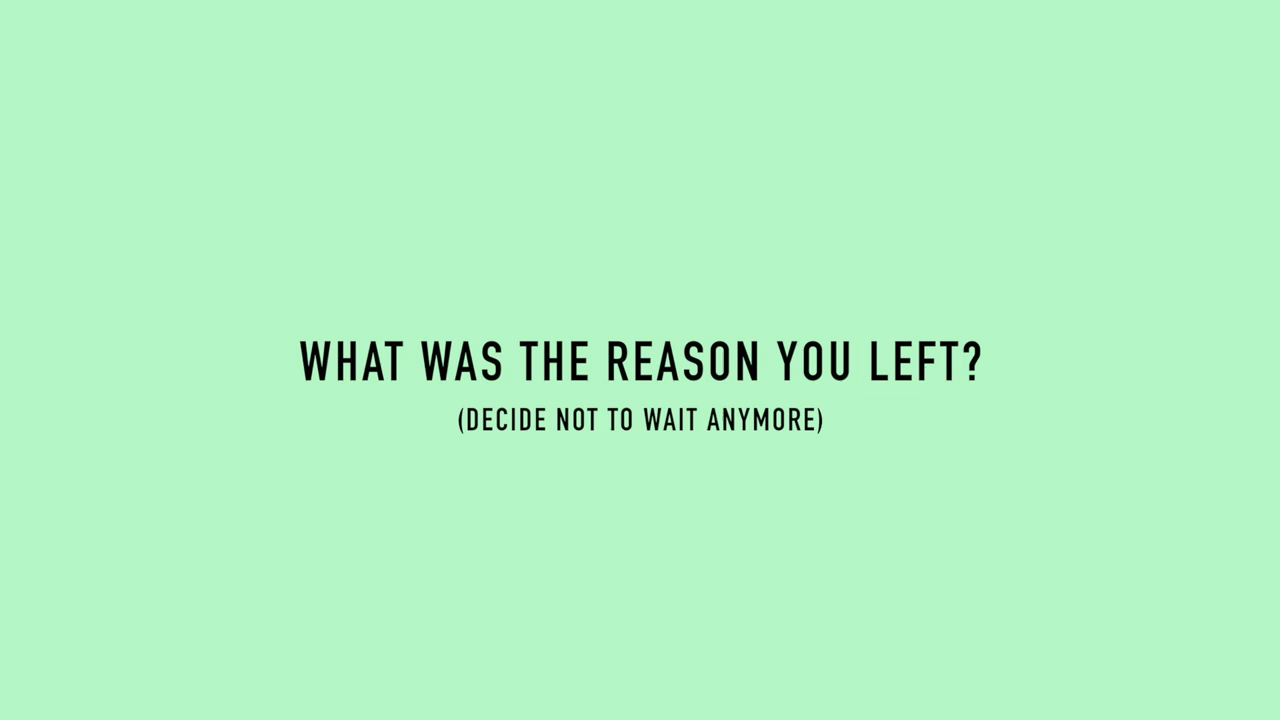 WHAT WAS THE REASON YOU LEFT?
(DECIDE NOT TO WAIT ANYMORE)